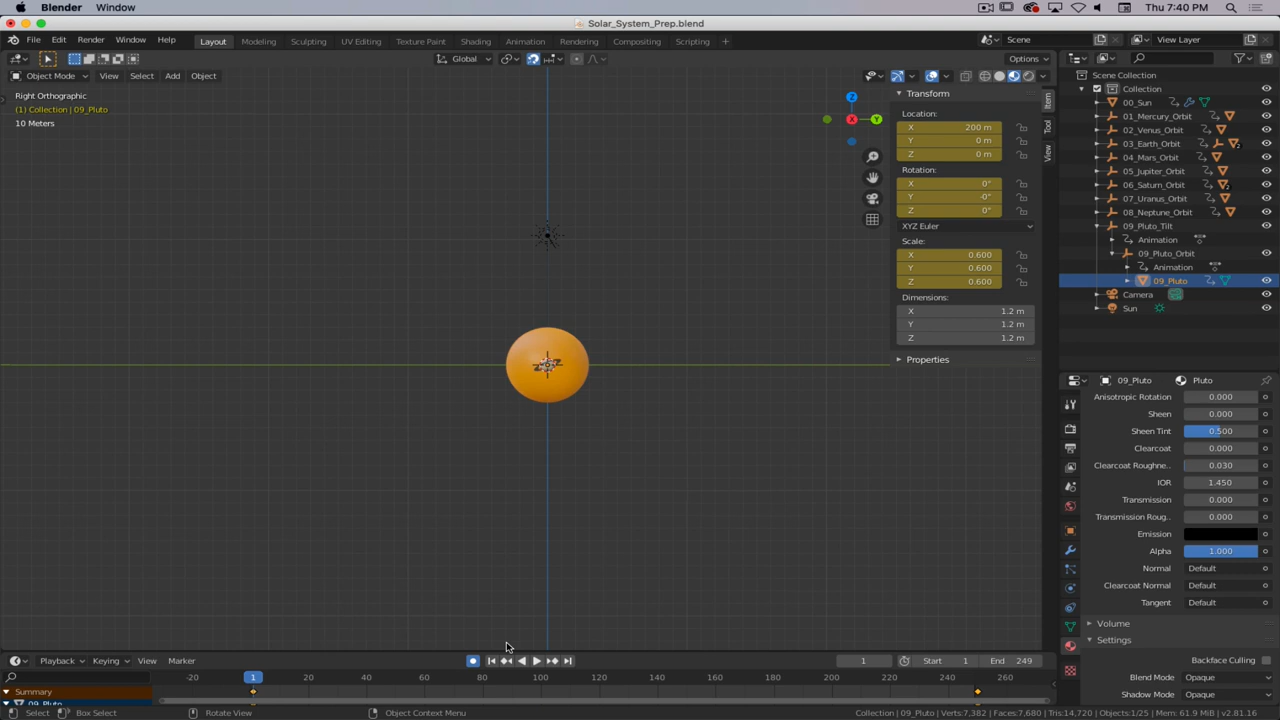 Blender Window Thu 7:40 PM
Solar_System_Prep.blend
File Edit Render Window Help Layout Modeling Sculpting UV Editing Texture Paint Shading Animation Rendering Compositing Scripting + Scene View Layer
Global Options
Object Mode View Select Add Object
Right Orthographic
(1) Collection | 09_Pluto
10 Meters
Z
X
Y
Transform
Location:
X 200 m
Y 0 m
Z 0 m
Rotation:
X 0°
Y -0°
Z 0°
XYZ Euler
Scale:
X 0.600
Y 0.600
Z 0.600
Dimensions:
X 1.2 m
Y 1.2 m
Z 1.2 m
Properties
Item
Tool
View
Scene Collection
Collection
00_Sun
01_Mercury_Orbit
02_Venus_Orbit
03_Earth_Orbit
04_Mars_Orbit
05_Jupiter_Orbit
06_Saturn_Orbit
07_Uranus_Orbit
08_Neptune_Orbit
09_Pluto_Tilt
Animation
09_Pluto_Orbit
Animation
09_Pluto
Camera
Sun
09_Pluto Pluto
Anisotropic Rotation 0.000
Sheen 0.000
Sheen Tint 0.500
Clearcoat 0.000
Clearcoat Roughne.. 0.030
IOR 1.450
Transmission 0.000
Transmission Roug.. 0.000
Emission
Alpha 1.000
Normal Default
Clearcoat Normal Default
Tangent Default
Volume
Settings
Backface Culling
Blend Mode Opaque
Shadow Mode Opaque
Playback Keying View Marker 1 Start 1 End 249
-20 1 20 40 60 80 100 120 140 160 180 200 220 240 260
Summary
09_Pluto
Select Box Select Rotate View Object Context Menu Collection | 09_Pluto | Verts:7,382 | Faces:7,680 | Tris:14,720 | Objects:1/25 | Mem: 61.9 MiB | v2.81.16